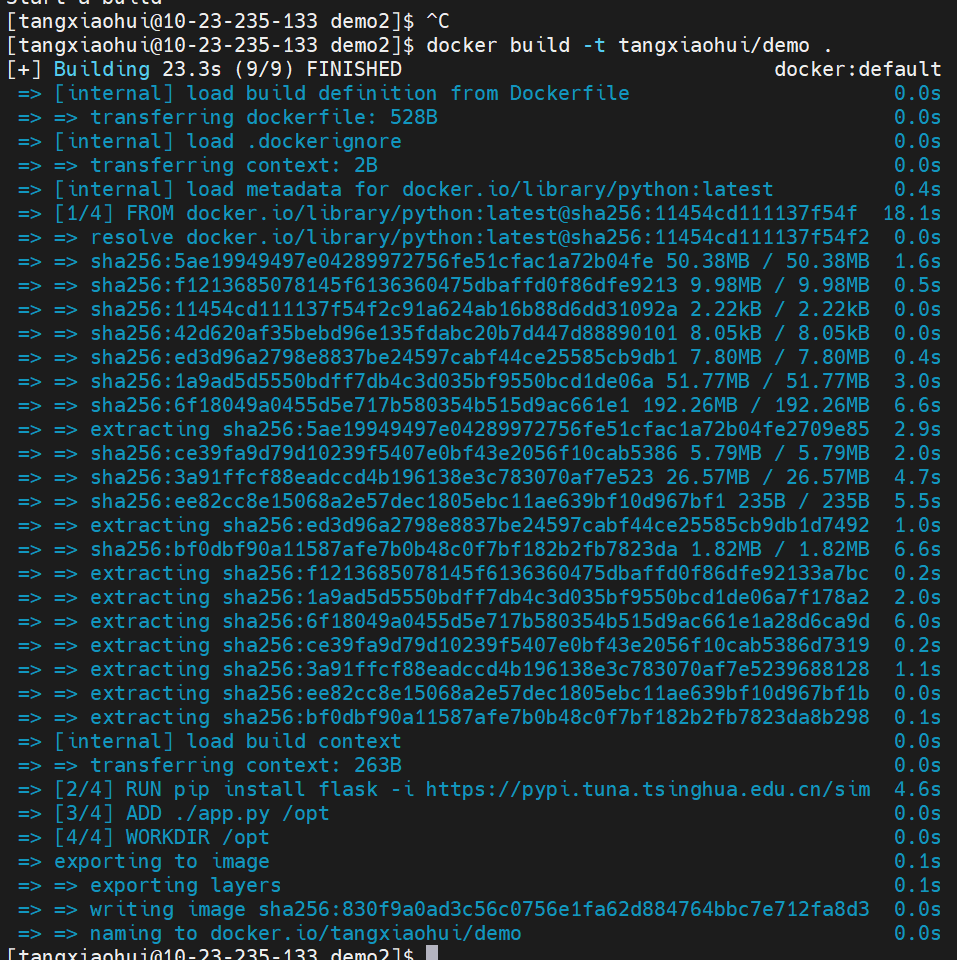 Start a build
[tangxiaohui@10-23-235-133 demo2]$ ^C
[tangxiaohui@10-23-235-133 demo2]$ docker build -t tangxiaohui/demo .
[+] Building 23.3s (9/9) FINISHED docker:default
=> [internal] load build definition from Dockerfile 0.0s
=> => transferring dockerfile: 528B 0.0s
=> [internal] load .dockerignore 0.0s
=> => transferring context: 2B 0.0s
=> [internal] load metadata for docker.io/library/python:latest 0.4s
=> [1/4] FROM docker.io/library/python:latest@sha256:11454cd111137f54f 18.1s
=> => resolve docker.io/library/python:latest@sha256:11454cd111137f54f2 0.0s
=> => sha256:5ae19949497e04289972756fe51cfac1a72b04fe 50.38MB / 50.38MB 1.6s
=> => sha256:f1213685078145f6136360475dbaffd0f86dfe9213 9.98MB / 9.98MB 0.5s
=> => sha256:11454cd111137f54f2c91a624ab16b88d6dd31092a 2.22kB / 2.22kB 0.0s
=> => sha256:42d620af35bebd96e135fdabc20b7d447d88890101 8.05kB / 8.05kB 0.0s
=> => sha256:ed3d96a2798e8837be24597cabf44ce25585cb9db1 7.80MB / 7.80MB 0.4s
=> => sha256:1a9ad5d5550bdff7db4c3d035bf9550bcd1de06a 51.77MB / 51.77MB 3.0s
=> => sha256:6f18049a0455d5e717b580354b515d9ac661e1 192.26MB / 192.26MB 6.6s
=> => extracting sha256:5ae19949497e04289972756fe51cfac1a72b04fe2709e85 2.9s
=> => sha256:ce39fa9d79d10239f5407e0bf43e2056f10cab5386 5.79MB / 5.79MB 2.0s
=> => sha256:3a91ffcf88eadccd4b196138e3c783070af7e523 26.57MB / 26.57MB 4.7s
=> => sha256:ee82cc8e15068a2e57dec1805ebc11ae639bf10d967bf1 235B / 235B 5.5s
=> => extracting sha256:ed3d96a2798e8837be24597cabf44ce25585cb9db1d7492 1.0s
=> => sha256:bf0dbf90a11587afe7b0b48c0f7bf182b2fb7823da 1.82MB / 1.82MB 6.6s
=> => extracting sha256:f1213685078145f6136360475dbaffd0f86dfe92133a7bc 0.2s
=> => extracting sha256:1a9ad5d5550bdff7db4c3d035bf9550bcd1de06a7f178a2 2.0s
=> => extracting sha256:6f18049a0455d5e717b580354b515d9ac661e1a28d6ca9d 6.0s
=> => extracting sha256:ce39fa9d79d10239f5407e0bf43e2056f10cab5386d7319 0.2s
=> => extracting sha256:3a91ffcf88eadccd4b196138e3c783070af7e5239688128 1.1s
=> => extracting sha256:ee82cc8e15068a2e57dec1805ebc11ae639bf10d967bf1b 0.0s
=> => extracting sha256:bf0dbf90a11587afe7b0b48c0f7bf182b2fb7823da8b298 0.1s
=> [internal] load build context 0.0s
=> => transferring context: 263B 0.0s
=> [2/4] RUN pip install flask -i https://pypi.tuna.tsinghua.edu.cn/sim 4.6s
=> [3/4] ADD ./app.py /opt 0.0s
=> [4/4] WORKDIR /opt 0.0s
=> exporting to image 0.1s
=> => exporting layers 0.1s
=> => writing image sha256:830f9a0ad3c56c0756e1fa62d884764bbc7e712fa8d3 0.0s
=> => naming to docker.io/tangxiaohui/demo 0.0s
[tangxiaohui@10-23-235-133 demo2]$